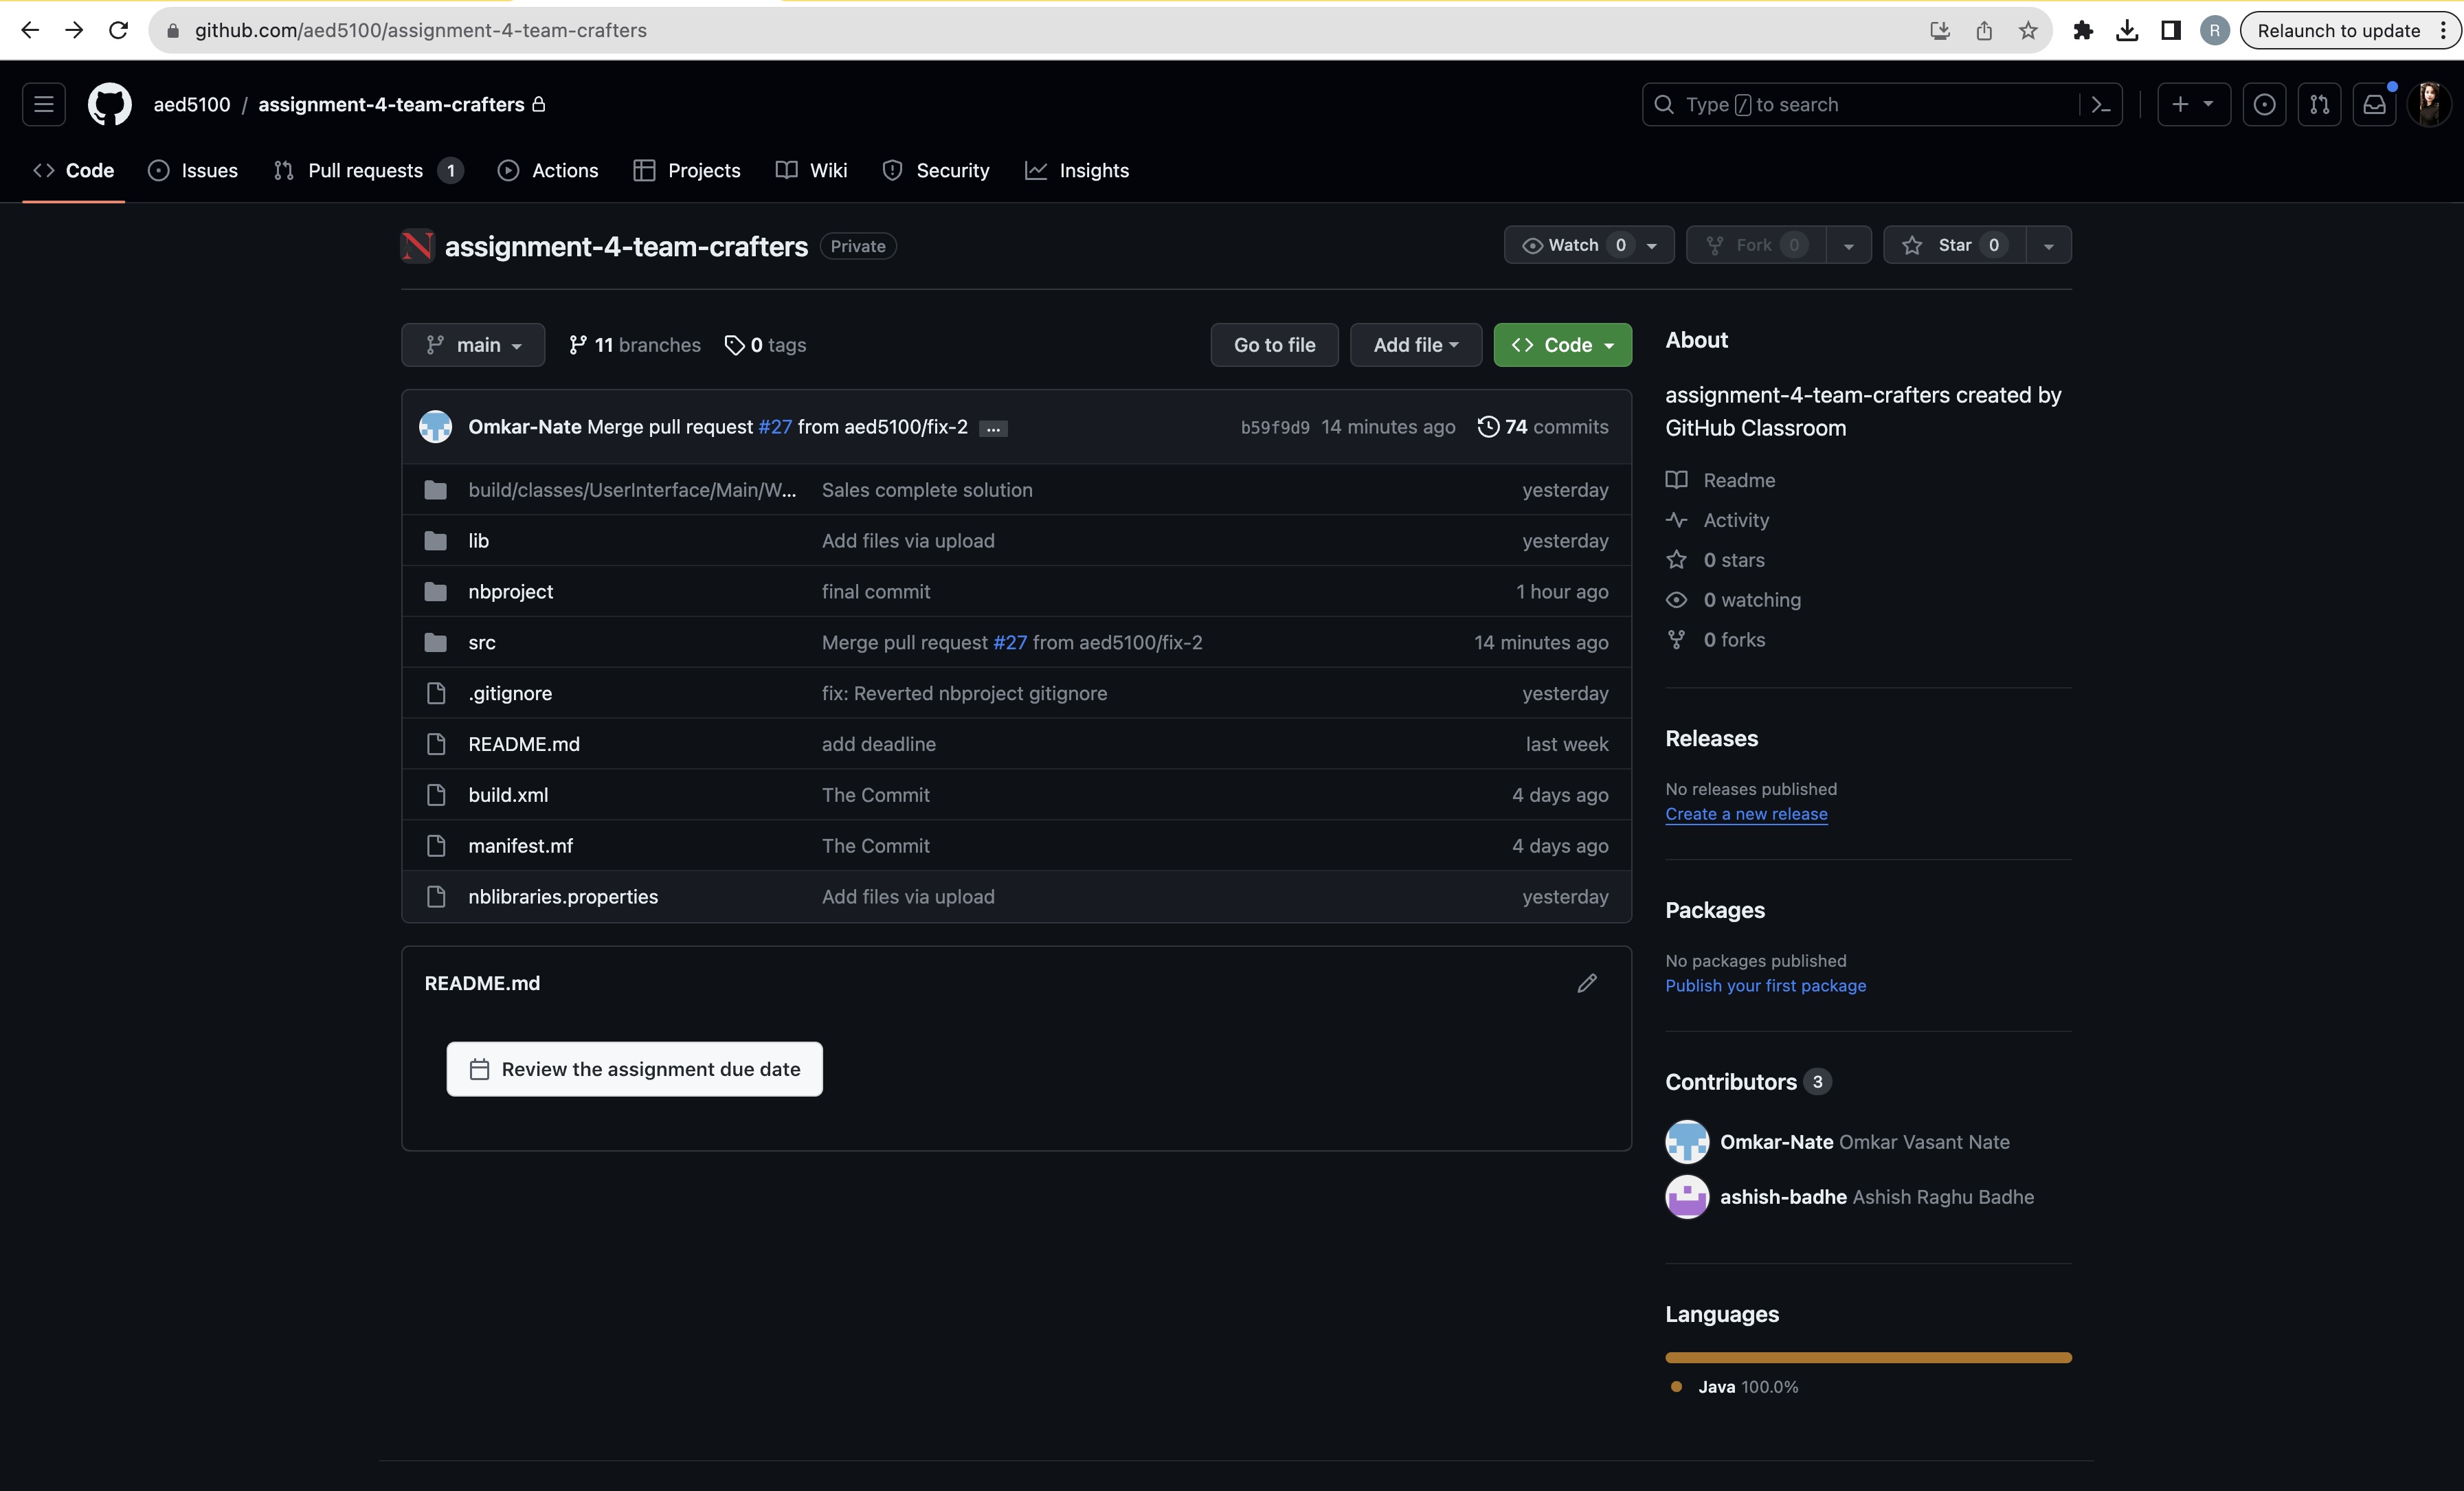 github.com/aed5100/assignment-4-team-crafters
R
Relaunch to update
aed5100 / assignment-4-team-crafters
Type / to search
Code
Issues
Pull requests 1
Actions
Projects
Wiki
Security
Insights
N assignment-4-team-crafters Private
Watch 0
Fork 0
Star 0
main
11 branches
0 tags
Go to file
Add file
Code
Omkar-Nate Merge pull request #27 from aed5100/fix-2 ... b59f9d9 14 minutes ago 74 commits
build/classes/UserInterface/Main/W... Sales complete solution yesterday
lib Add files via upload yesterday
nbproject final commit 1 hour ago
src Merge pull request #27 from aed5100/fix-2 14 minutes ago
.gitignore fix: Reverted nbproject gitignore yesterday
README.md add deadline last week
build.xml The Commit 4 days ago
manifest.mf The Commit 4 days ago
nblibraries.properties Add files via upload yesterday
README.md
Review the assignment due date
About
assignment-4-team-crafters created by
GitHub Classroom
Readme
Activity
0 stars
0 watching
0 forks
Releases
No releases published
Create a new release
Packages
No packages published
Publish your first package
Contributors 3
Omkar-Nate Omkar Vasant Nate
ashish-badhe Ashish Raghu Badhe
Languages
Java 100.0%